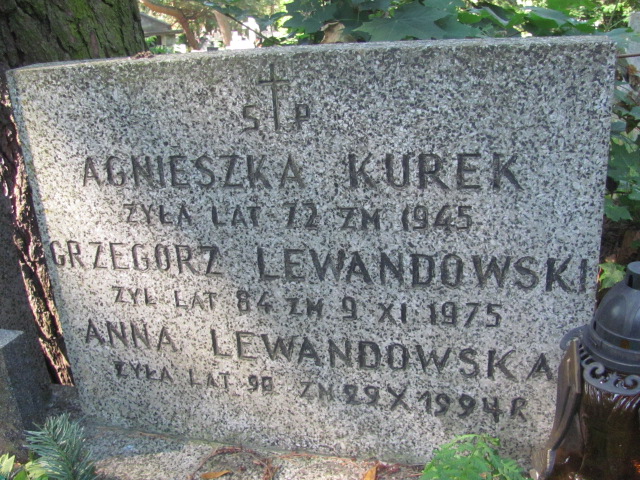 S P
AGNIESZKA KUREK
ŻYŁA LAT 72 ZM 1945
GRZEGORZ LEWANDOWSKI
ŻYŁ LAT 84 ZM 9 XI 1975
ANNA LEWANDOWSKA
ŻYŁA LAT 90 ZM 29 X 1994 R